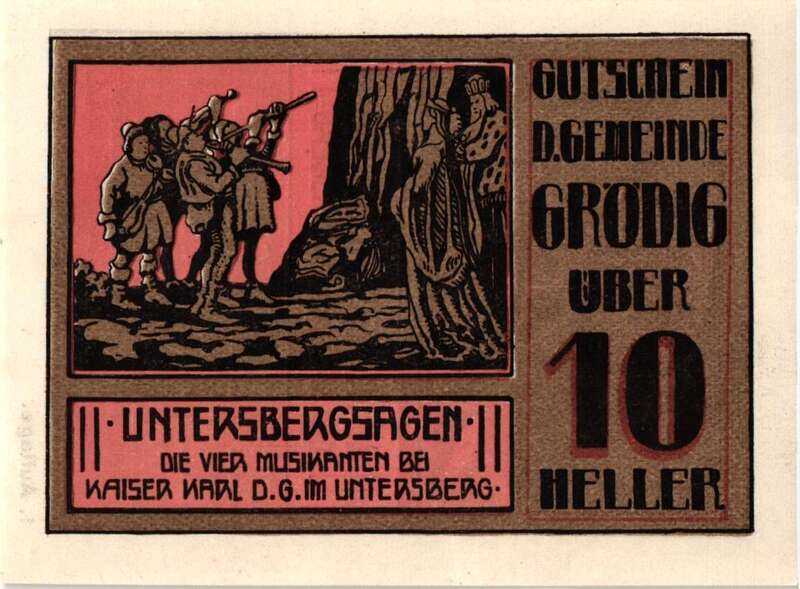 GUTSCHEIN
D. GEMEINDE
GRÖDIG
ÜBER
10
HELLER
· UNTERSBERGSAGEN ·
DIE VIER MUSIKANTEN BEI
KAISER KARL D. G. IM UNTERSBERG ·